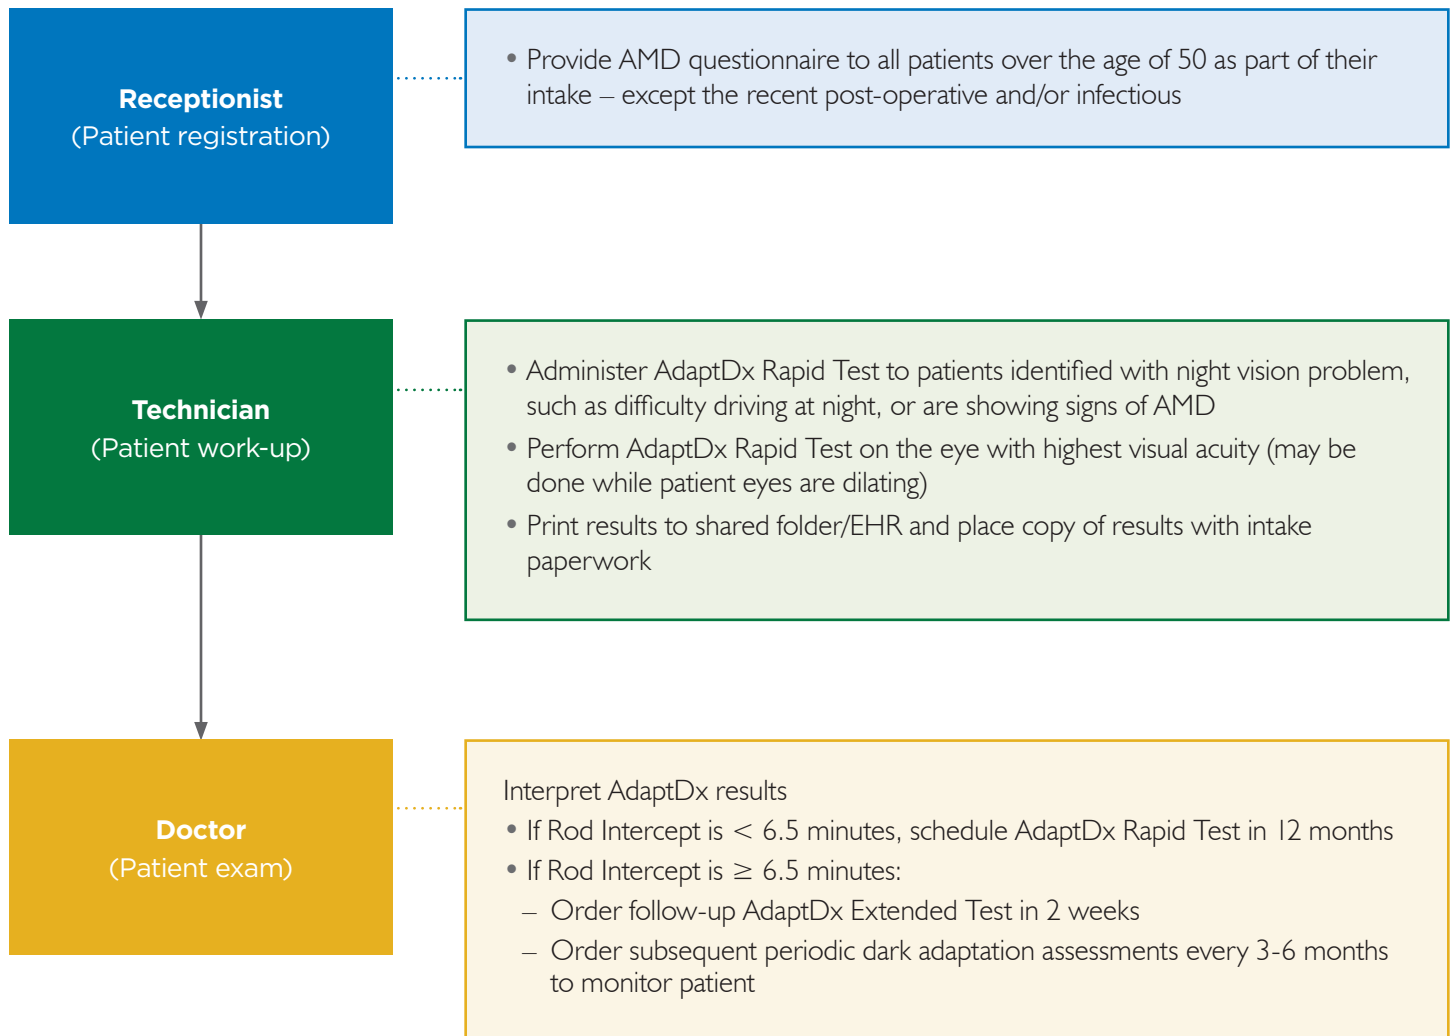 Receptionist
(Patient registration)
• Provide AMD questionnaire to all patients over the age of 50 as part of their
intake – except the recent post-operative and/or infectious
Technician
(Patient work-up)
• Administer AdaptDx Rapid Test to patients identified with night vision problem,
such as difficulty driving at night, or are showing signs of AMD
• Perform AdaptDx Rapid Test on the eye with highest visual acuity (may be
done while patient eyes are dilating)
• Print results to shared folder/EHR and place copy of results with intake
paperwork
Doctor
(Patient exam)
Interpret AdaptDx results
• If Rod Intercept is < 6.5 minutes, schedule AdaptDx Rapid Test in 12 months
• If Rod Intercept is ≥ 6.5 minutes:
– Order follow-up AdaptDx Extended Test in 2 weeks
– Order subsequent periodic dark adaptation assessments every 3-6 months
to monitor patient